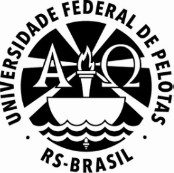 UNIVERSIDADE FEDERAL DE PELOTAS
Α Ω
RS-BRASIL